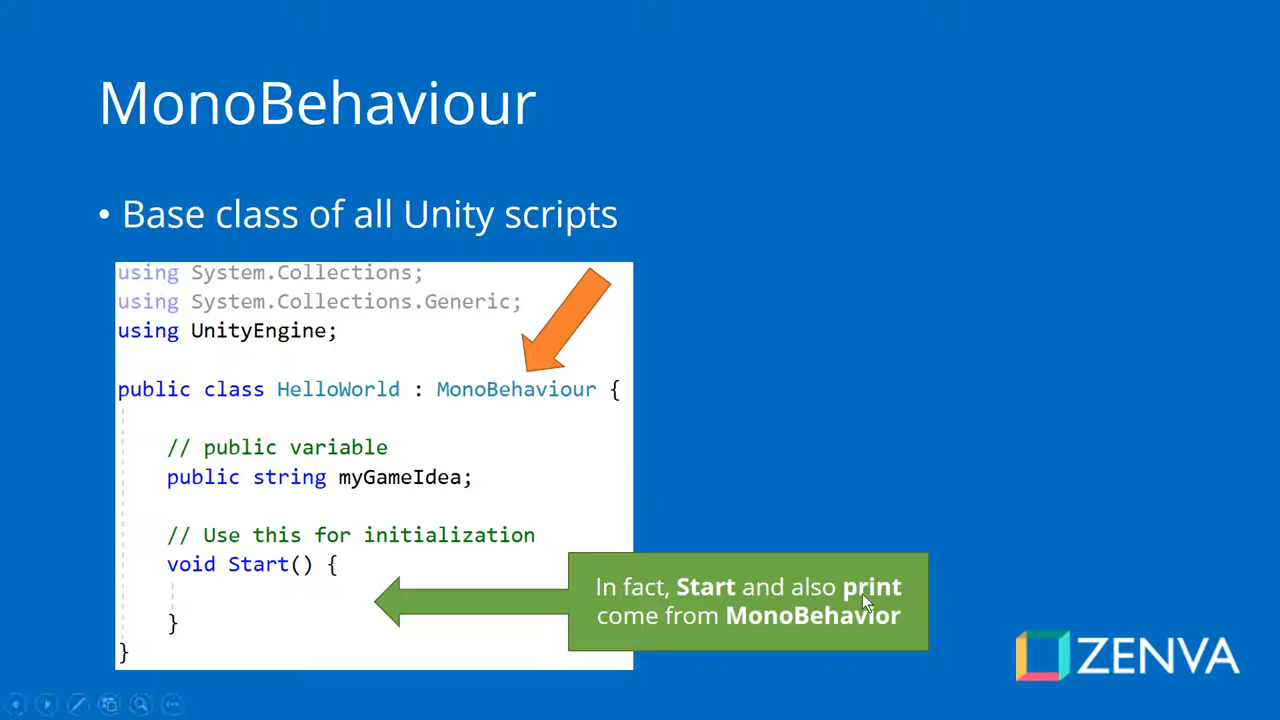 MonoBehaviour
• Base class of all Unity scripts
using System.Collections;
using System.Collections.Generic;
using UnityEngine;
public class HelloWorld : MonoBehaviour {
// public variable
public string myGameIdea;
// Use this for initialization
void Start() {
}
}
In fact, Start and also print
come from MonoBehavior
ZENVA